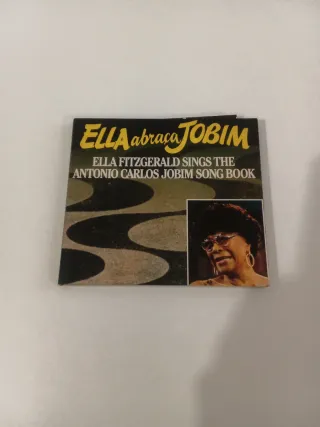 ELLA abraça JOBIM
ELLA FITZGERALD SINGS THE
ANTONIO CARLOS JOBIM SONG BOOK